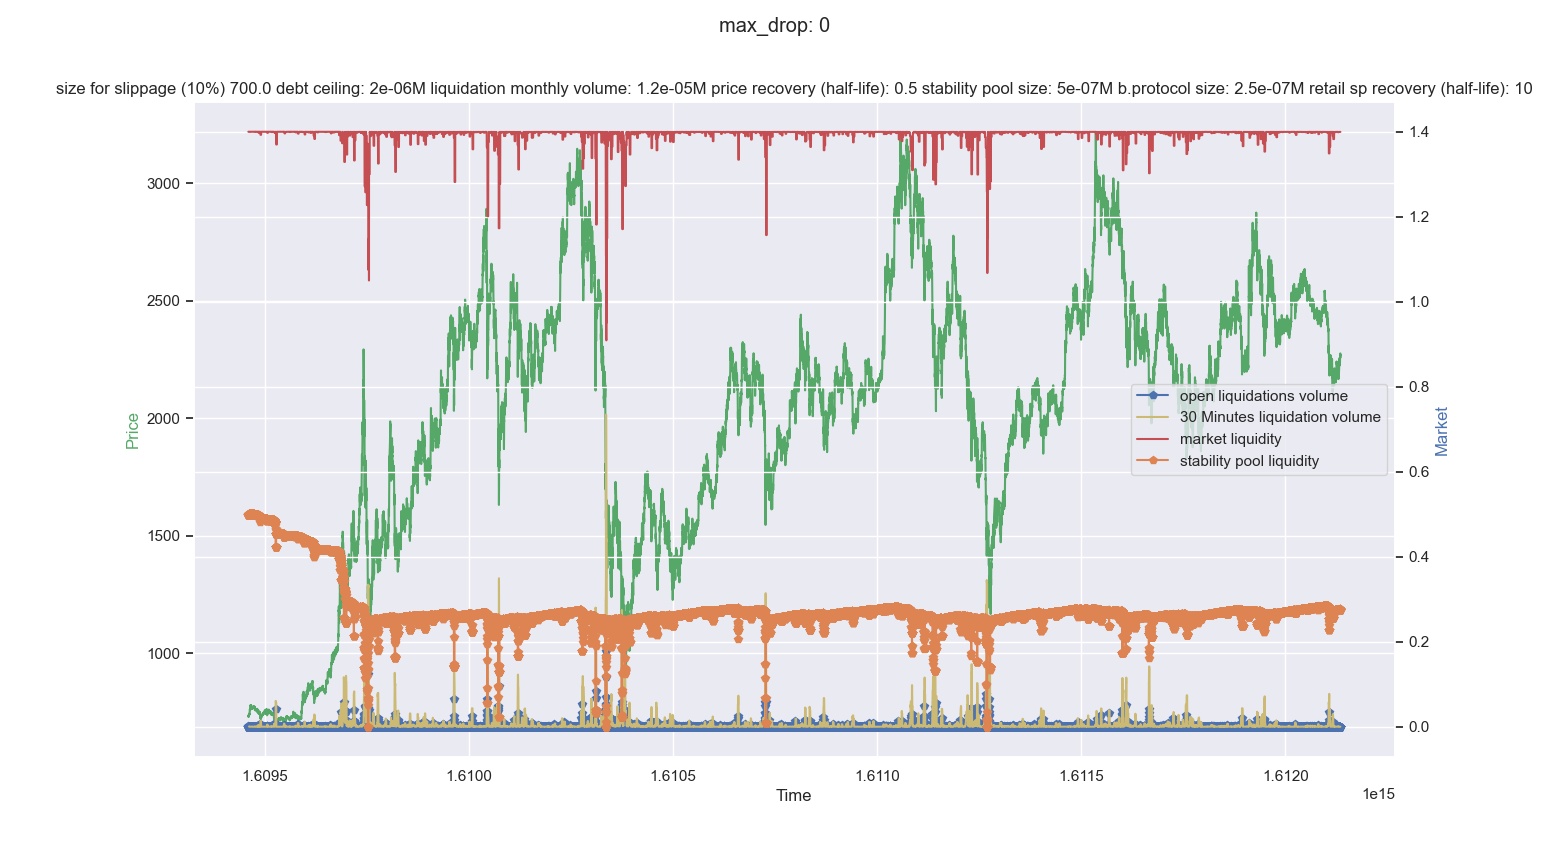 max_drop: 0
size for slippage (10%) 700.0 debt ceiling: 2e-06M liquidation monthly volume: 1.2e-05M price recovery (half-life): 0.5 stability pool size: 5e-07M b.protocol size: 2.5e-07M retail sp recovery (half-life): 10
3000
2500
2000
1500
1000
Price
1.4
1.2
1.0
0.8
0.6
0.4
0.2
0.0
Market
open liquidations volume
30 Minutes liquidation volume
market liquidity
stability pool liquidity
1.6095 1.6100 1.6105 1.6110 1.6115 1.6120
Time
1e15